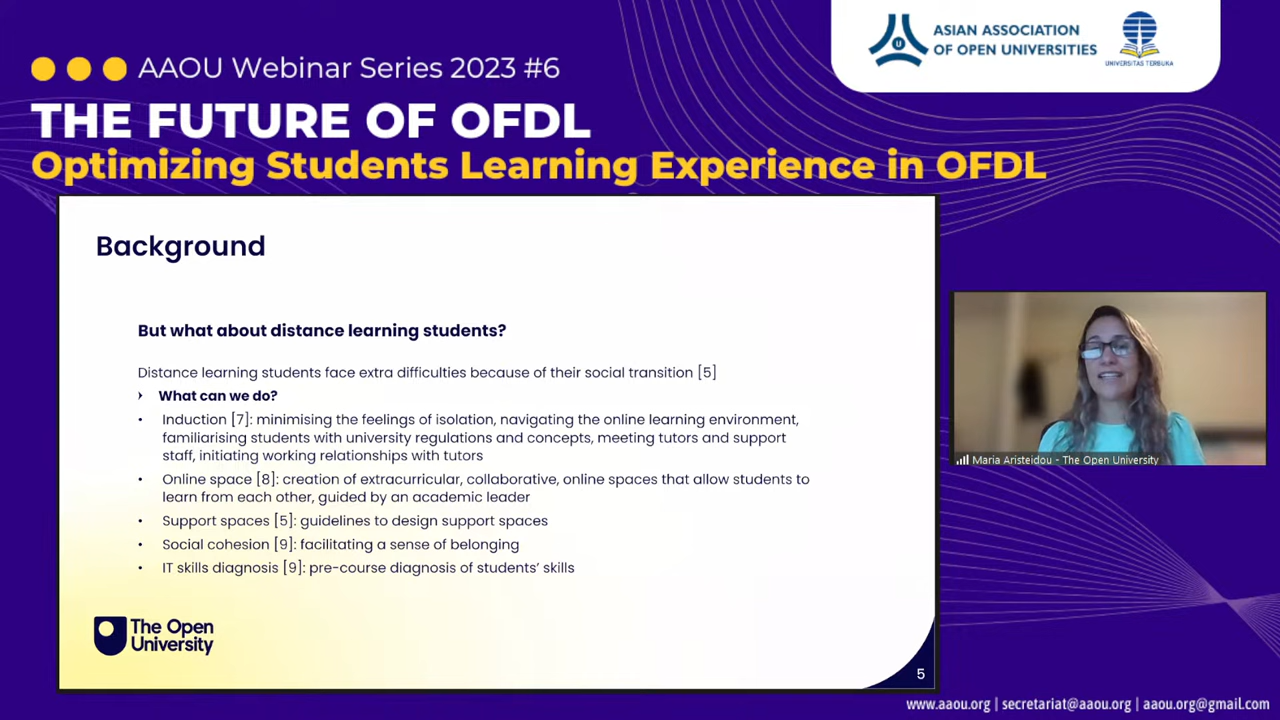 ASIAN ASSOCIATION
OF OPEN UNIVERSITIES
U
UNIVERSITAS TERBUKA
AAOU Webinar Series 2023 #6
THE FUTURE OF OFDL
Optimizing Students Learning Experience in OFDL
Background
But what about distance learning students?
Distance learning students face extra difficulties because of their social transition [5]
› What can we do?
• Induction [7]: minimising the feelings of isolation, navigating the online learning environment,
familiarising students with university regulations and concepts, meeting tutors and support
staff, initiating working relationships with tutors
• Online space [8]: creation of extracurricular, collaborative, online spaces that allow students to
learn from each other, guided by an academic leader
• Support spaces [5]: guidelines to design support spaces
• Social cohesion [9]: facilitating a sense of belonging
• IT skills diagnosis [9]: pre-course diagnosis of students’ skills
The Open
University
5
Maria Aristeidou - The Open University
www.aaou.org | secretariat@aaou.org | aaou.org@gmail.com